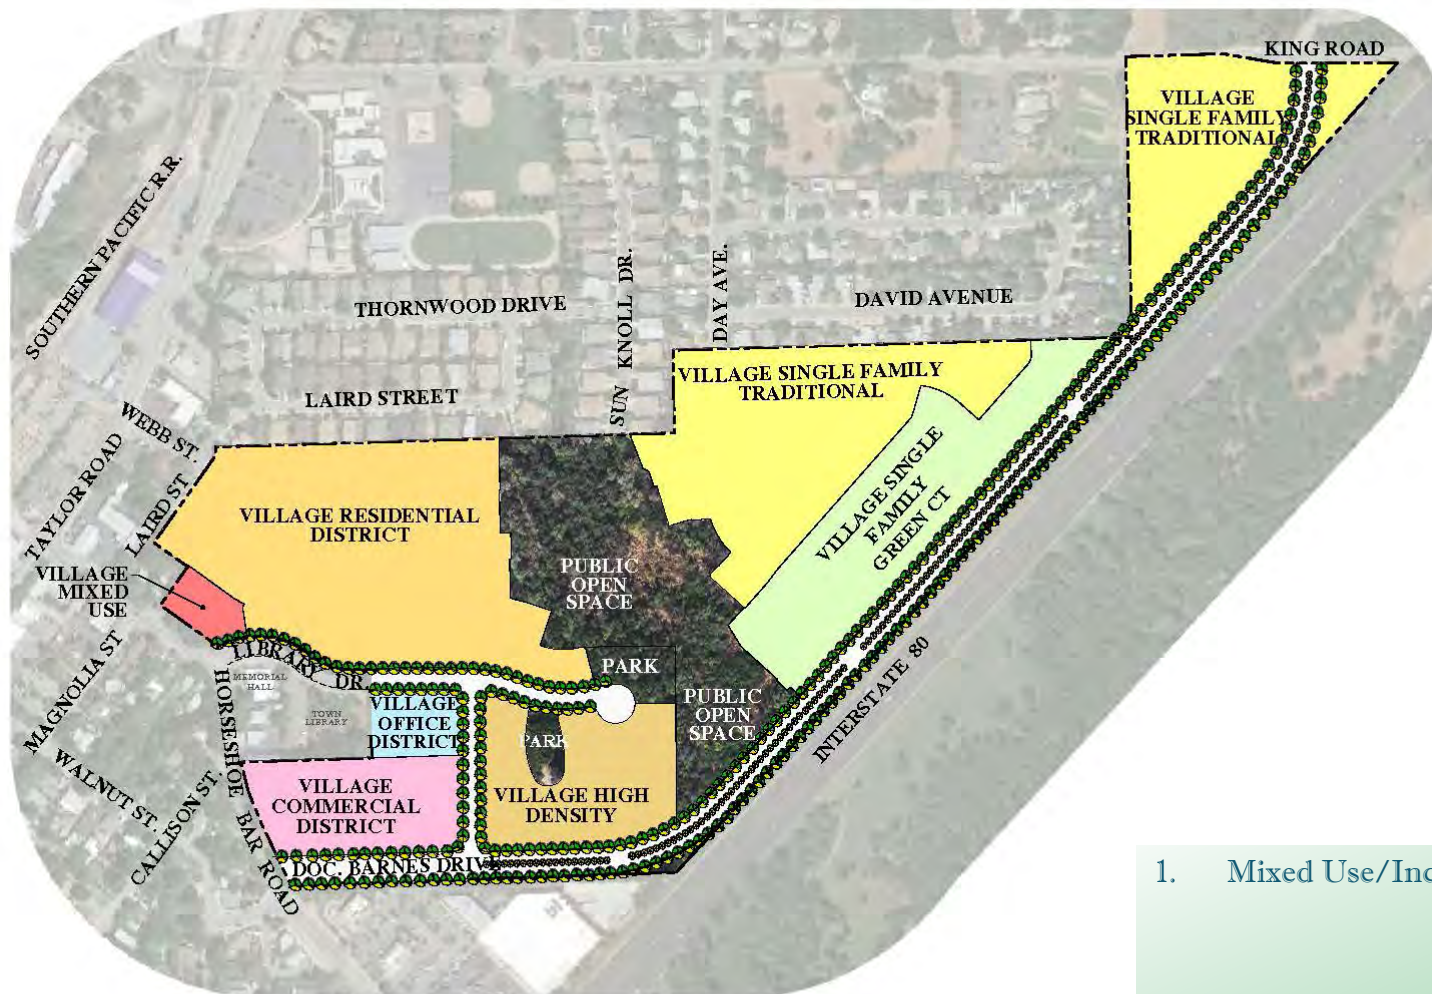 KING ROAD
VILLAGE
SINGLE FAMILY
TRADITIONAL
SOUTHERN PACIFIC R.R.
THORNWOOD DRIVE
SUN KNOLL DR.
DAY AVE.
DAVID AVENUE
LAIRD STREET
VILLAGE SINGLE FAMILY
TRADITIONAL
WEBB ST.
TAYLOR ROAD
LAIRD ST
VILLAGE SINGLE
FAMILY
GREEN CT
VILLAGE RESIDENTIAL
DISTRICT
PUBLIC
OPEN
SPACE
VILLAGE
MIXED
USE
MAGNOLIA ST
LIBRARY DR.
MEMORIAL
HALL
TOWN
LIBRARY
PARK
PUBLIC
OPEN
SPACE
INTERSTATE 80
HORSESHOE BAR ROAD
VILLAGE
OFFICE
DISTRICT
PARK
WALNUT ST.
CALLISON ST.
VILLAGE
COMMERCIAL
DISTRICT
VILLAGE HIGH
DENSITY
DOC. BARNES DRIVE
1. Mixed Use/Inc